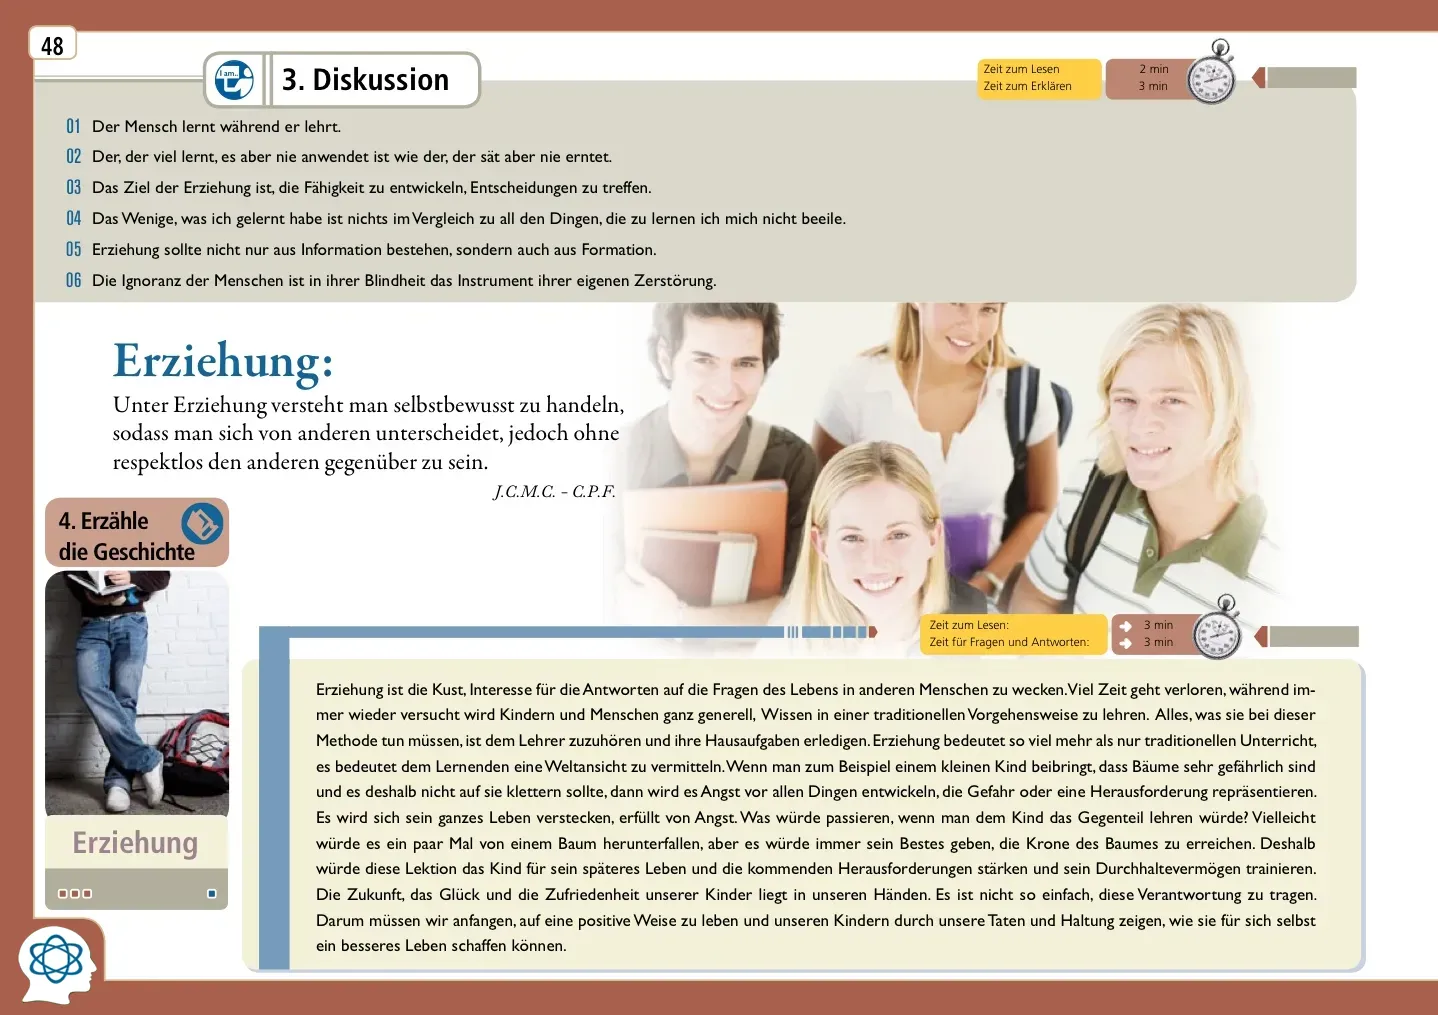 48
I am...
3. Diskussion
Zeit zum Lesen 2 min
Zeit zum Erklären 3 min
01 Der Mensch lernt während er lehrt.
02 Der, der viel lernt, es aber nie anwendet ist wie der, der sät aber nie erntet.
03 Das Ziel der Erziehung ist, die Fähigkeit zu entwickeln, Entscheidungen zu treffen.
04 Das Wenige, was ich gelernt habe ist nichts im Vergleich zu all den Dingen, die zu lernen ich mich nicht beeile.
05 Erziehung sollte nicht nur aus Information bestehen, sondern auch aus Formation.
06 Die Ignoranz der Menschen ist in ihrer Blindheit das Instrument ihrer eigenen Zerstörung.
Erziehung:
Unter Erziehung versteht man selbstbewusst zu handeln,
sodass man sich von anderen unterscheidet, jedoch ohne
respektlos den anderen gegenüber zu sein.
J.C.M.C. - C.P.F.
4. Erzähle
die Geschichte
Erziehung
Zeit zum Lesen: 3 min
Zeit für Fragen und Antworten: 3 min
Erziehung ist die Kust, Interesse für die Antworten auf die Fragen des Lebens in anderen Menschen zu wecken. Viel Zeit geht verloren, während im-
mer wieder versucht wird Kindern und Menschen ganz generell, Wissen in einer traditionellen Vorgehensweise zu lehren. Alles, was sie bei dieser
Methode tun müssen, ist dem Lehrer zuzuhören und ihre Hausaufgaben erledigen. Erziehung bedeutet so viel mehr als nur traditionellen Unterricht,
es bedeutet dem Lernenden eine Weltansicht zu vermitteln. Wenn man zum Beispiel einem kleinen Kind beibringt, dass Bäume sehr gefährlich sind
und es deshalb nicht auf sie klettern sollte, dann wird es Angst vor allen Dingen entwickeln, die Gefahr oder eine Herausforderung repräsentieren.
Es wird sich sein ganzes Leben verstecken, erfüllt von Angst. Was würde passieren, wenn man dem Kind das Gegenteil lehren würde? Vielleicht
würde es ein paar Mal von einem Baum herunterfallen, aber es würde immer sein Bestes geben, die Krone des Baumes zu erreichen. Deshalb
würde diese Lektion das Kind für sein späteres Leben und die kommenden Herausforderungen stärken und sein Durchhaltevermögen trainieren.
Die Zukunft, das Glück und die Zufriedenheit unserer Kinder liegt in unseren Händen. Es ist nicht so einfach, diese Verantwortung zu tragen.
Darum müssen wir anfangen, auf eine positive Weise zu leben und unseren Kindern durch unsere Taten und Haltung zeigen, wie sie für sich selbst
ein besseres Leben schaffen können.